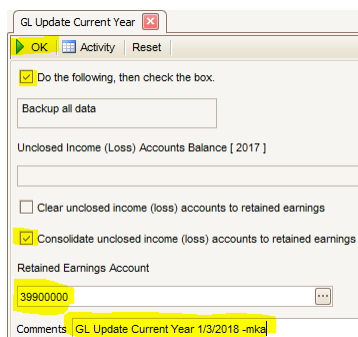 GL Update Current Year
OK Activity Reset
Do the following, then check the box.
Backup all data
Unclosed Income (Loss) Accounts Balance [ 2017 ]
Clear unclosed income (loss) accounts to retained earnings
Consolidate unclosed income (loss) accounts to retained earnings
Retained Earnings Account
39900000 ...
Comments GL Update Current Year 1/3/2018 -mka